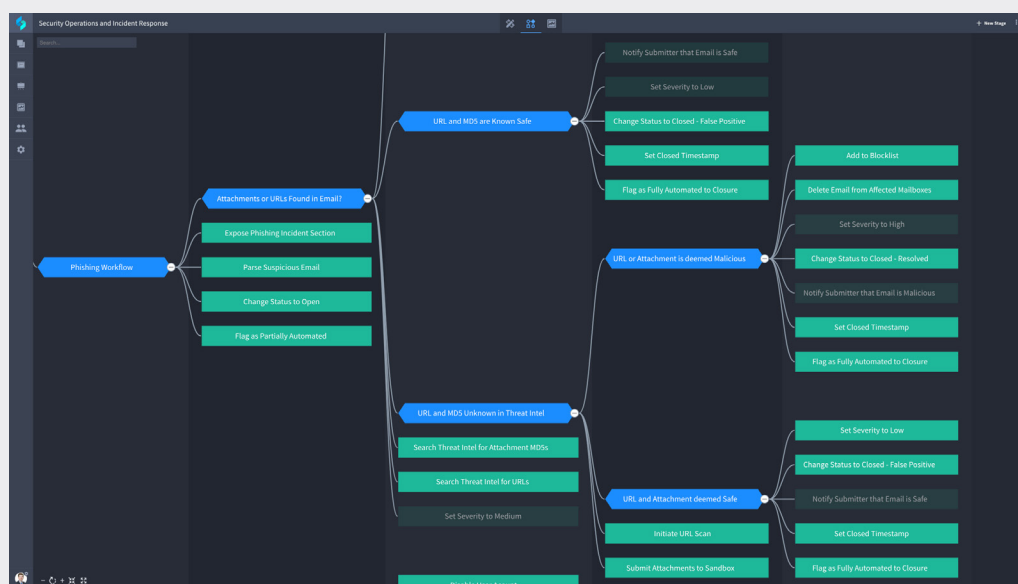 Security Operations and Incident Response
+ New Stage
Search...
Phishing Workflow
Attachments or URLs Found in Email?
Expose Phishing Incident Section
Parse Suspicious Email
Change Status to Open
Flag as Partially Automated
URL and MD5 are Known Safe
URL and MD5 Unknown in Threat Intel
Search Threat Intel for Attachment MD5s
Search Threat Intel for URLs
Set Severity to Medium
Notify Submitter that Email is Safe
Set Severity to Low
Change Status to Closed - False Positive
Set Closed Timestamp
Flag as Fully Automated to Closure
URL or Attachment is deemed Malicious
URL and Attachment deemed Safe
Initiate URL Scan
Submit Attachments to Sandbox
Add to Blocklist
Delete Email from Affected Mailboxes
Set Severity to High
Change Status to Closed - Resolved
Notify Submitter that Email is Malicious
Set Closed Timestamp
Flag as Fully Automated to Closure
Set Severity to Low
Change Status to Closed - False Positive
Notify Submitter that Email is Safe
Set Closed Timestamp
Flag as Fully Automated to Closure